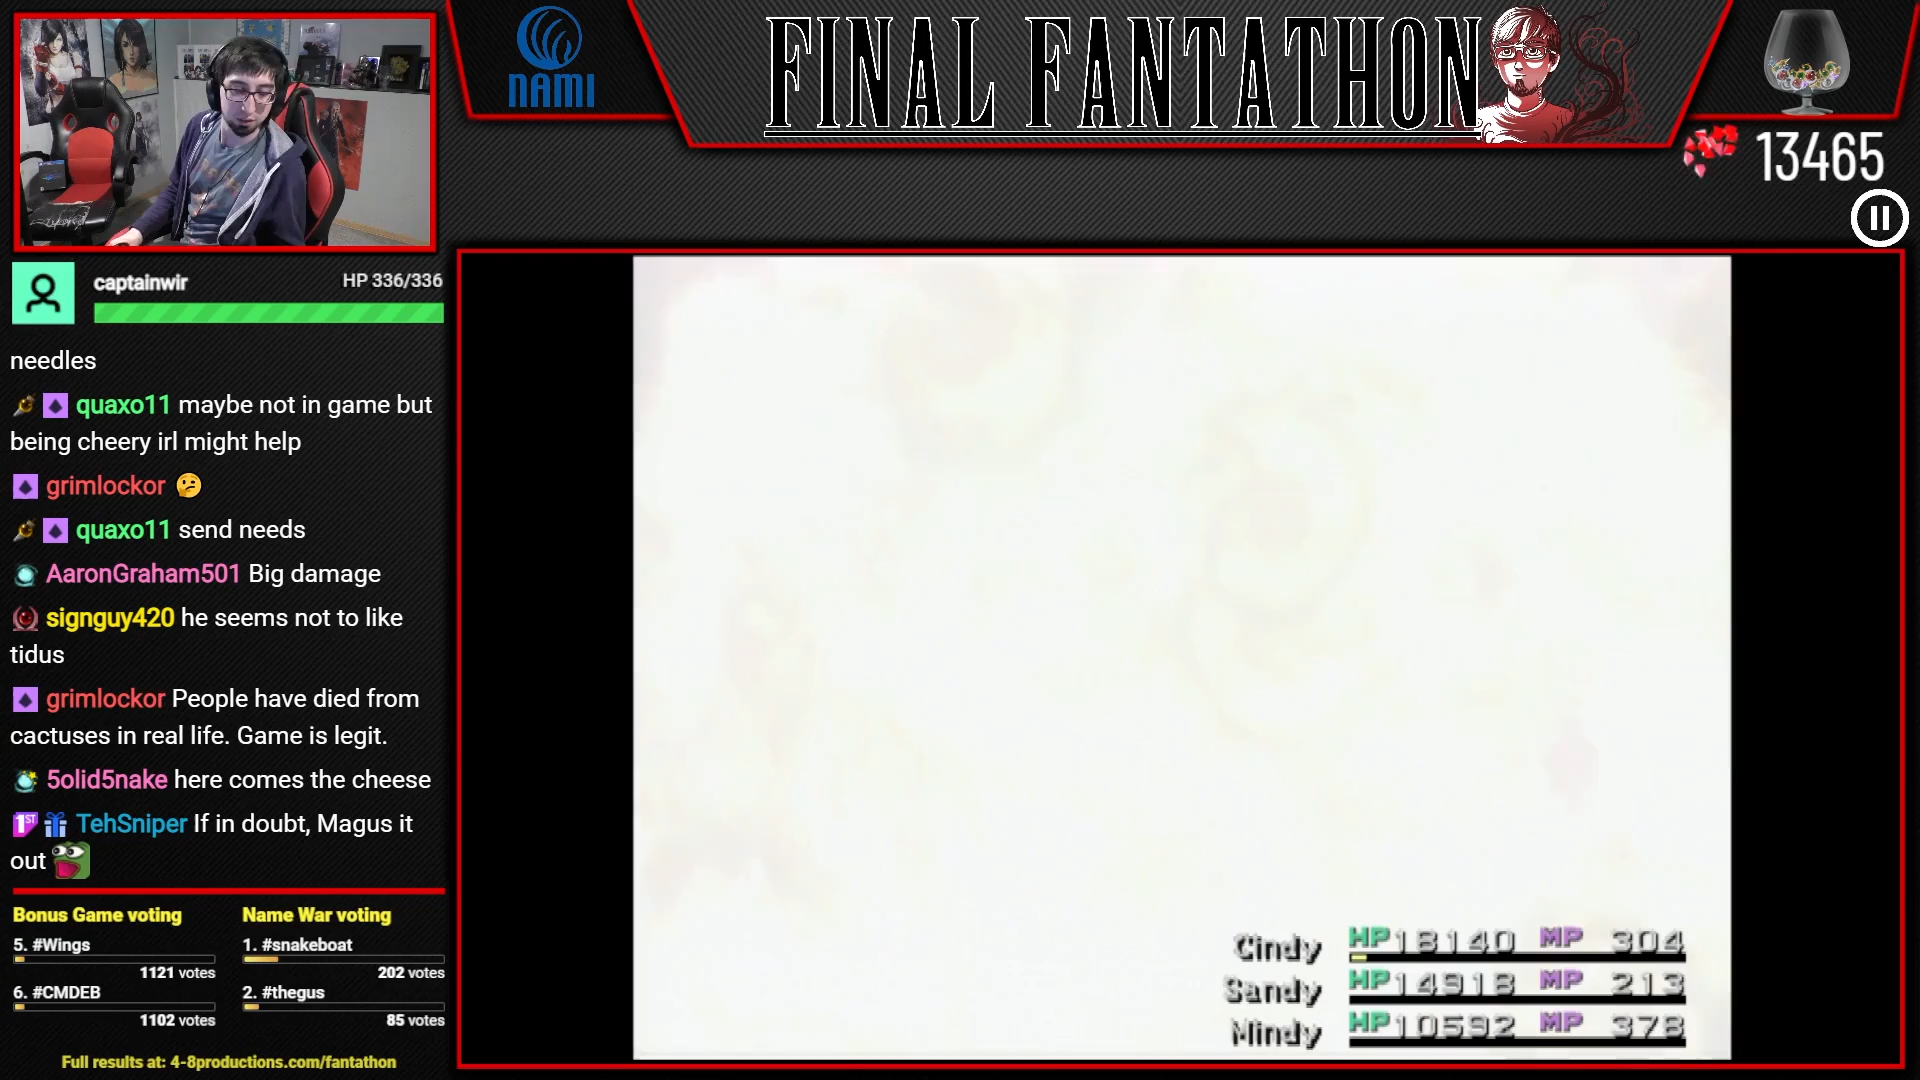 NAMI
FINAL FANTATHON
13465
captainwir
HP 336/336
needles
quaxo11 maybe not in game but
being cheery irl might help
grimlockor
quaxo11 send needs
AaronGraham501 Big damage
signguy420 he seems not to like
tidus
grimlockor People have died from
cactuses in real life. Game is legit.
5olid5nake here comes the cheese
1ST TehSniper If in doubt, Magus it
out
Bonus Game voting
5. #Wings
1121 votes
6. #CMDEB
1102 votes
Name War voting
1. #snakeboat
202 votes
2. #thegus
85 votes
Full results at: 4-8productions.com/fantathon
Cindy HP 18140 MP 304
Sandy HP 14918 MP 213
Mindy HP 10592 MP 378